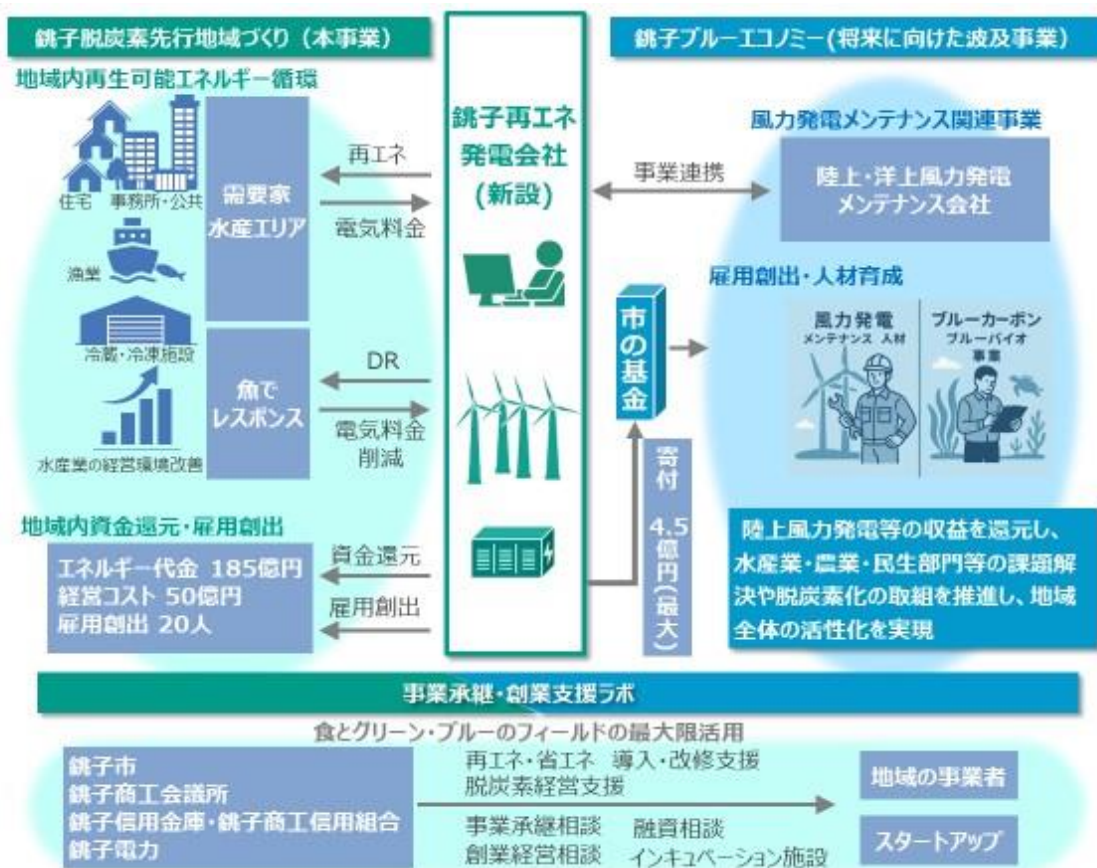 銚子脱炭素先行地域づくり（本事業）
地域内再生可能エネルギー循環
住宅　事務所・公共
漁業
冷蔵・冷凍施設
水産業の経営環境改善
需要家
水産エリア
魚で
レスポンス
再エネ
電気料金
DR
電気料金
削減
地域内資金還元・雇用創出
エネルギー代金 185億円
経営コスト 50億円
雇用創出 20人
資金還元
雇用創出
銚子再エネ
発電会社
(新設)
銚子ブルーエコノミー(将来に向けた波及事業）
風力発電メンテナンス関連事業
事業連携
陸上・洋上風力発電
メンテナンス会社
雇用創出・人材育成
市の基金
寄付　4.5億円(最大)
風力発電
メンテナンス 人材
ブルーカーボン
ブルーバイオ
事業
陸上風力発電等の収益を還元し、
水産業・農業・民生部門等の課題解
決や脱炭素化の取組を推進し、地域
全体の活性化を実現
事業承継・創業支援ラボ
食とグリーン・ブルーのフィールドの最大限活用
銚子市
銚子商工会議所
銚子信用金庫・銚子商工信用組合
銚子電力
再エネ・省エネ 導入・改修支援
脱炭素経営支援
事業承継相談　融資相談
創業経営相談　インキュベーション施設
地域の事業者
スタートアップ